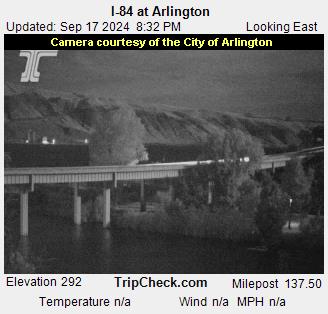 I-84 at Arlington
Updated: Sep 17 2024 8:32 PM Looking East
Camera courtesy of the City of Arlington
Elevation 292 TripCheck.com Milepost 137.50
Temperature n/a Wind n/a MPH n/a